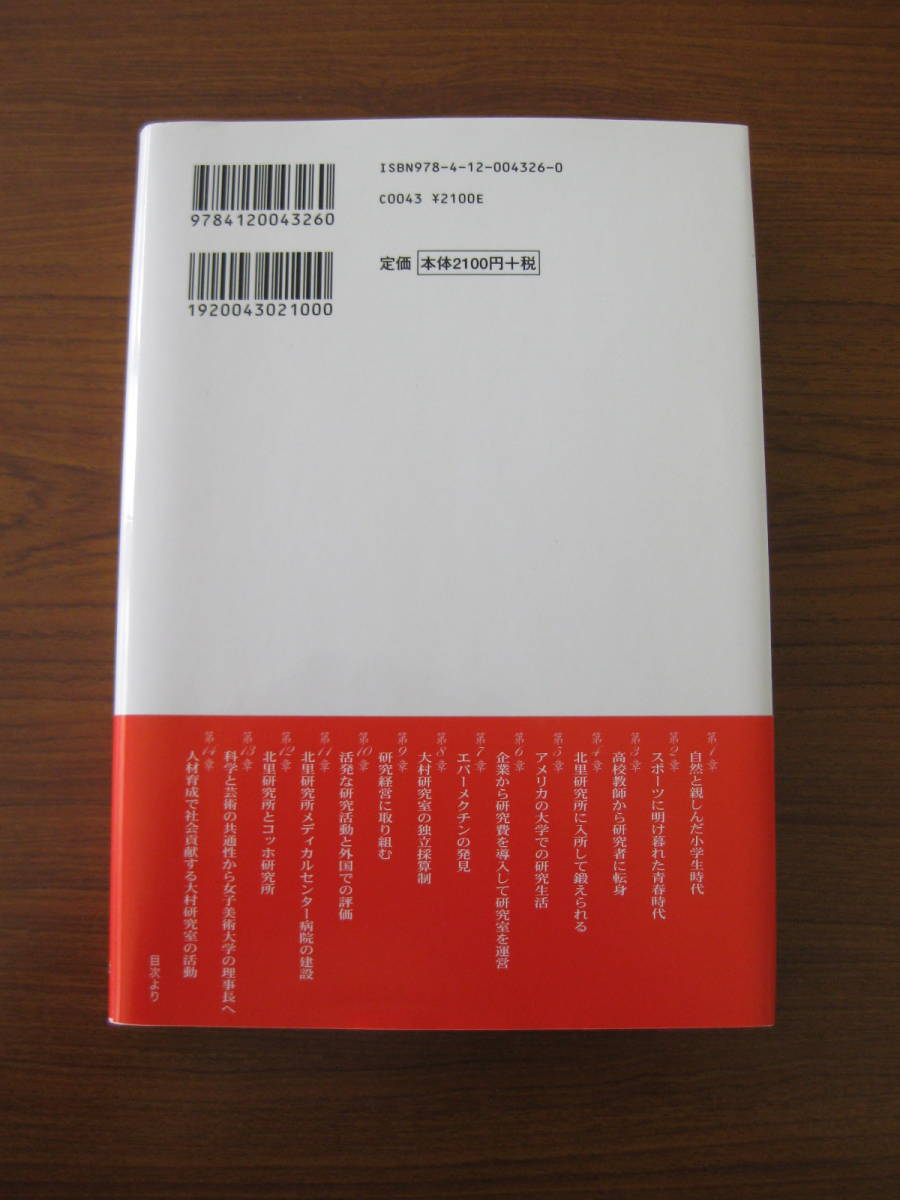 ISBN978-4-12-004326-0
C0043 ¥2100E
9784120043260
定価 本体2100円+税
1920043021000
第1章
自然と親しんだ小学生時代
第2章
スポーツに明け暮れた青春時代
第3章
高校教師から研究者に転身
第4章
北里研究所に入所して鍛えられる
第5章
アメリカの大学での研究生活
第6章
企業から研究費を導入して研究室を運営
第7章
エバーメクチンの発見
第8章
大村研究室の独立採算制
第9章
研究経営に取り組む
第10章
活発な研究活動と外国での評価
第11章
北里研究所メディカルセンター病院の建設
第12章
北里研究所とコッホ研究所
第13章
科学と芸術の共通性から女子美術大学の理事長へ
第14章
人材育成で社会貢献する大村研究室の活動
目次より